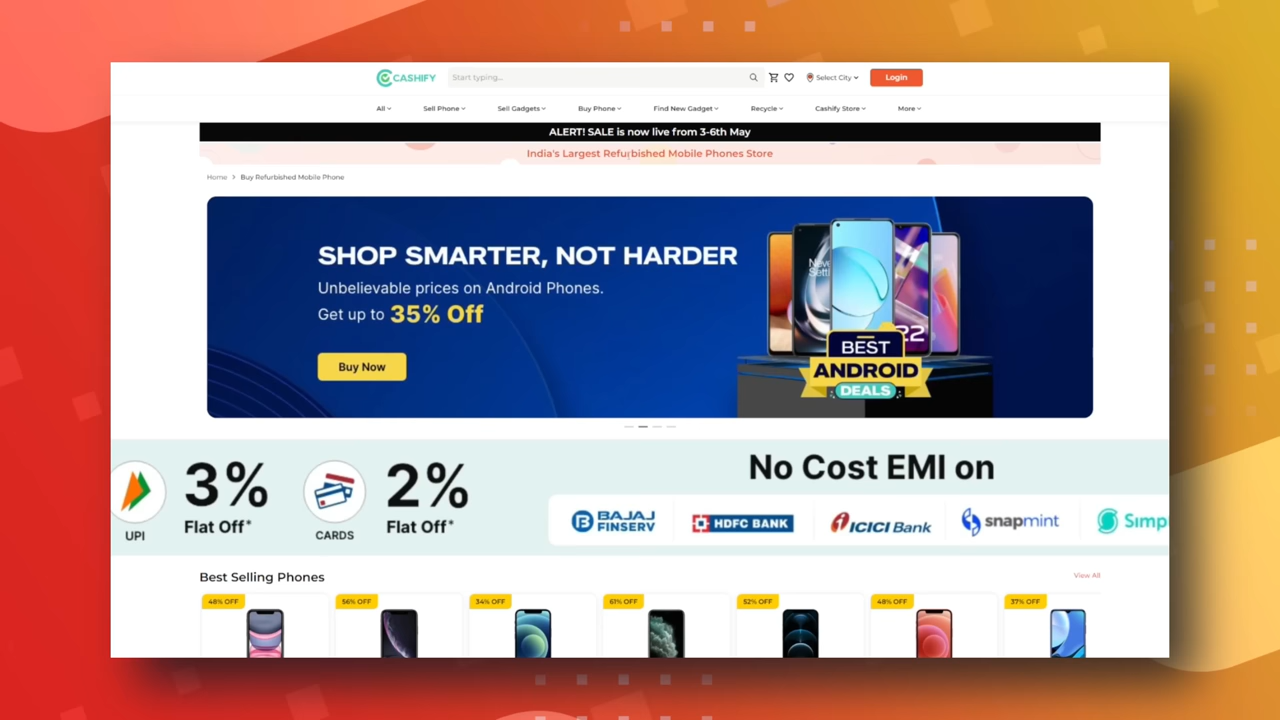 CASHIFY
Start typing...
Select City
Login
All
Sell Phone
Sell Gadgets
Buy Phone
Find New Gadget
Recycle
Cashify Store
More
ALERT! SALE is now live from 3-6th May
India's Largest Refurbished Mobile Phones Store
Home > Buy Refurbished Mobile Phone
SHOP SMARTER, NOT HARDER
Unbelievable prices on Android Phones.
Get up to 35% Off
Buy Now
Never
Settl
22
BEST
ANDROID
DEALS
UPI
3%
Flat Off*
CARDS
2%
Flat Off*
No Cost EMI on
BAJAJ
FINSERV
HDFC BANK
ICICI Bank
snapmint
Simp
Best Selling Phones
View All
48% OFF
56% OFF
34% OFF
61% OFF
52% OFF
48% OFF
37% OFF